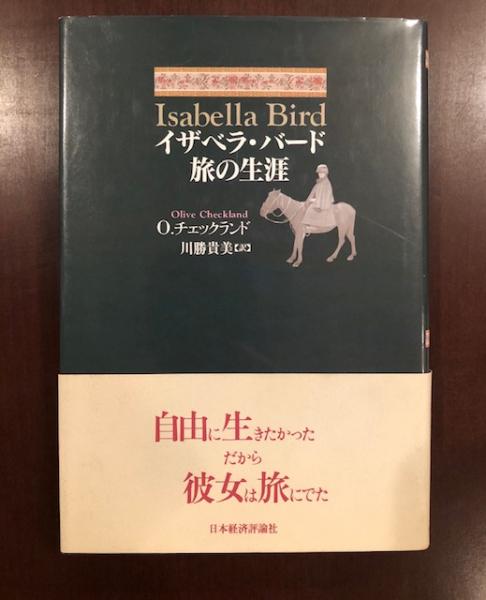 Isabella Bird
イザベラ・バード
旅の生涯
Olive Checkland
O.チェックランド
川勝貴美【訳】
自由に生きたかった
だから
彼女は旅にでた
日本経済評論社